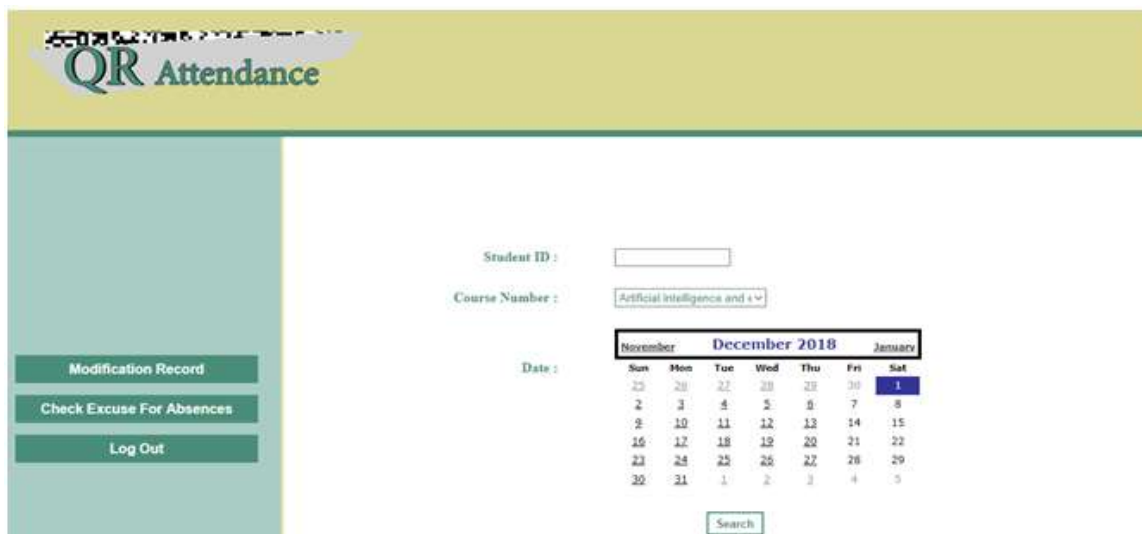 QR Attendance
Student ID :
Course Number :
Artificial intelligence and
Date :
November December 2018 January
Sun Mon Tue Wed Thu Fri Sat
25 26 27 28 29 30 1
2 3 4 5 6 7 8
9 10 11 12 13 14 15
16 17 18 19 20 21 22
23 24 25 26 27 28 29
30 31 1 2 3 4 5
Search
Modification Record
Check Excuse For Absences
Log Out